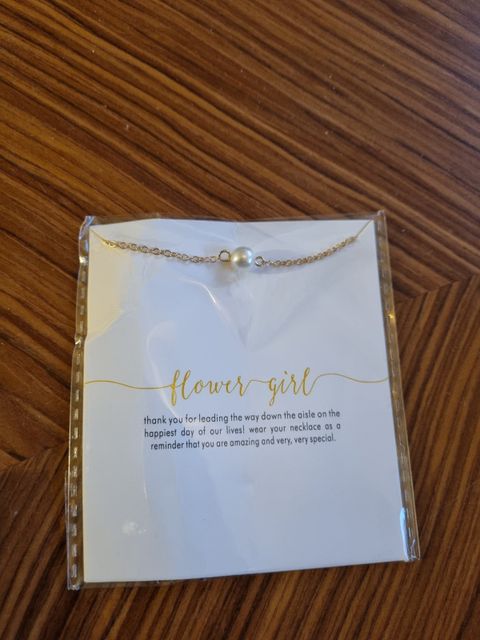 flower girl
thank you for leading the way down the aisle on the
happiest day of our lives! wear your necklace as a
reminder that you are amazing and very, very special.